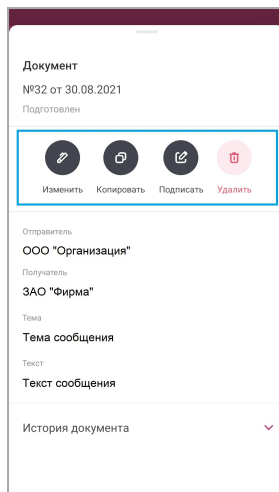 Документ
№32 от 30.08.2021
Подготовлен
Изменить Копировать Подписать Удалить
Отправитель
ООО "Организация"
Получатель
ЗАО "Фирма"
Тема
Тема сообщения
Текст
Текст сообщения
История документа